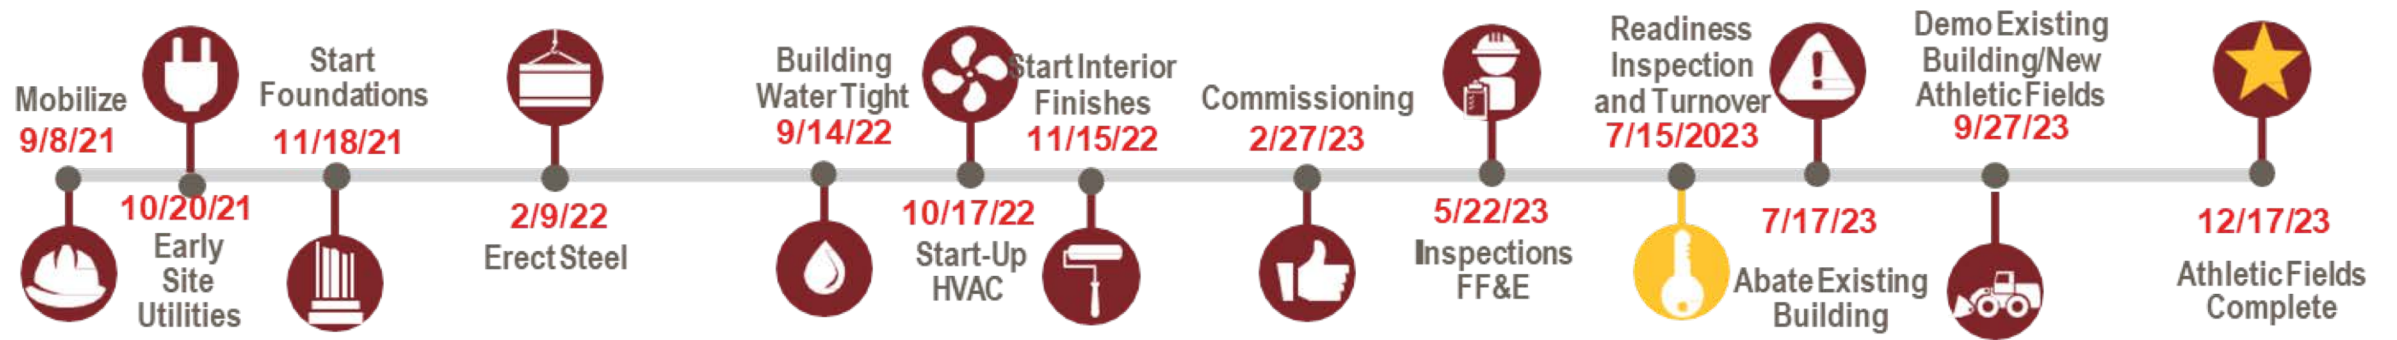 Mobilize
9/8/21
10/20/21
Early
Site
Utilities
Start
Foundations
11/18/21
2/9/22
Erect Steel
Building
Water Tight
9/14/22
10/17/22
Start-Up
HVAC
Start Interior
Finishes
11/15/22
Commissioning
2/27/23
5/22/23
Inspections
FF&E
Readiness
Inspection
and Turnover
7/15/2023
7/17/23
Abate Existing
Building
Demo Existing
Building/New
Athletic Fields
9/27/23
12/17/23
Athletic Fields
Complete